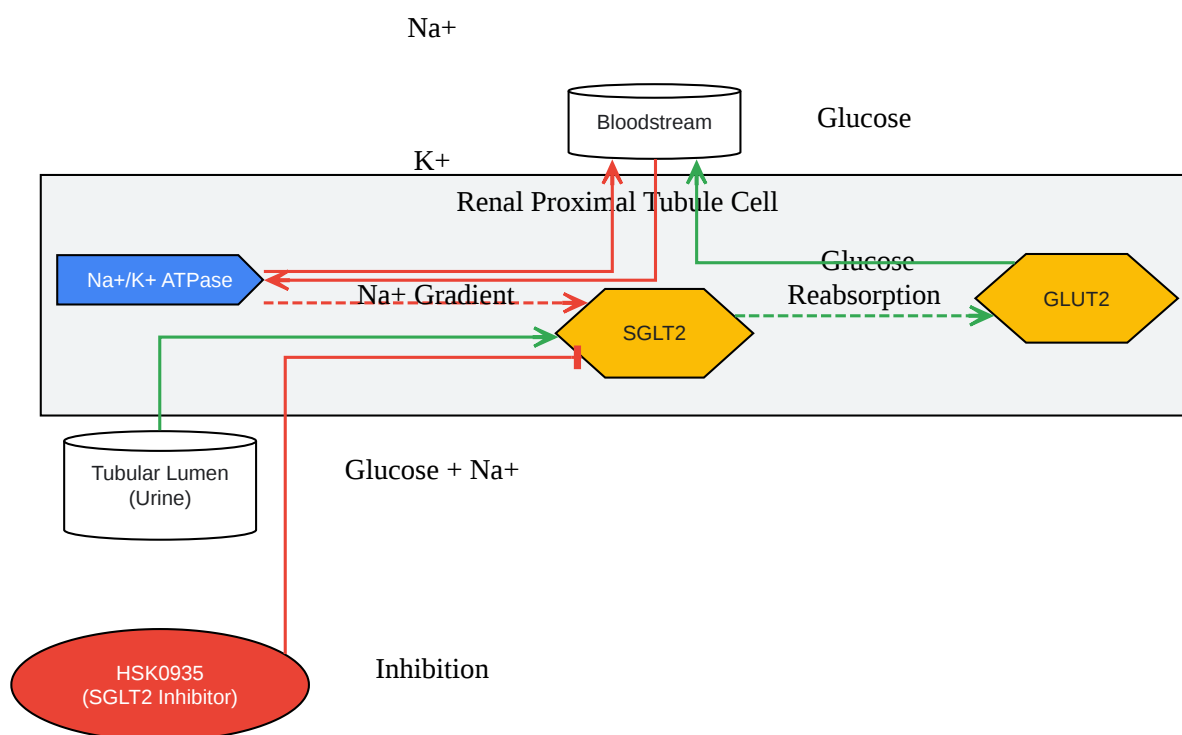 Na+
Bloodstream
Glucose
K+
Renal Proximal Tubule Cell
Na+/K+ ATPase
Na+ Gradient
Glucose
Reabsorption
GLUT2
SGLT2
Tubular Lumen
(Urine)
Glucose + Na+
HSK0935
(SGLT2 Inhibitor)
Inhibition